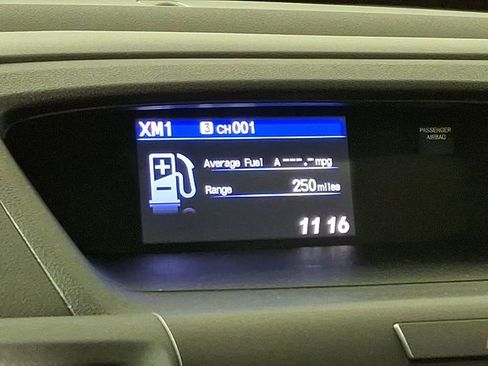 XM1 3 CH001
PASSENGER
AIRBAG
Average Fuel A ---.- mpg
Range 250 miles
11:16